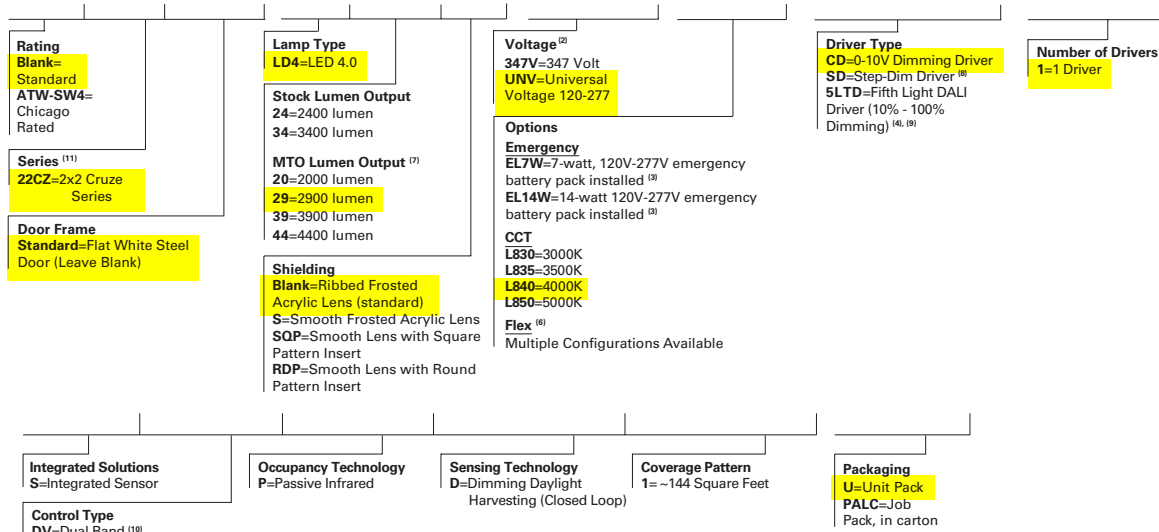 Rating
Blank=
Standard
ATW-SW4=
Chicago
Rated
Series (11)
22CZ=2x2 Cruze
Series
Door Frame
Standard=Flat White Steel
Door (Leave Blank)
Lamp Type
LD4=LED 4.0
Stock Lumen Output
24=2400 lumen
34=3400 lumen
MTO Lumen Output (7)
20=2000 lumen
29=2900 lumen
39=3900 lumen
44=4400 lumen
Shielding
Blank=Ribbed Frosted
Acrylic Lens (standard)
S=Smooth Frosted Acrylic Lens
SQP=Smooth Lens with Square
Pattern Insert
RDP=Smooth Lens with Round
Pattern Insert
Voltage (2)
347V=347 Volt
UNV=Universal
Voltage 120-277
Options
Emergency
EL7W=7-watt, 120V-277V emergency
battery pack installed (3)
EL14W=14-watt 120V-277V emergency
battery pack installed (3)
CCT
L830=3000K
L835=3500K
L840=4000K
L850=5000K
Flex (6)
Multiple Configurations Available
Driver Type
CD=0-10V Dimming Driver
SD=Step-Dim Driver (8)
5LTD=Fifth Light DALI
Driver (10% - 100%
Dimming) (4), (9)
Number of Drivers
1=1 Driver
Integrated Solutions
S=Integrated Sensor
Control Type
DV=Dual Band (10)
Occupancy Technology
P=Passive Infrared
Sensing Technology
D=Dimming Daylight
Harvesting (Closed Loop)
Coverage Pattern
1= ~144 Square Feet
Packaging
U=Unit Pack
PALC=Job
Pack, in carton